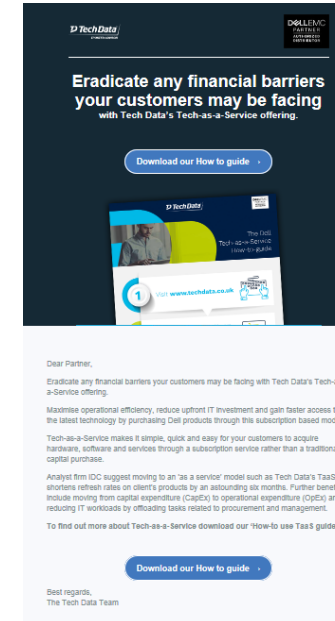 Tech Data
DELLEMC
PARTNER
AUTHORIZED
DISTRIBUTOR
Eradicate any financial barriers
your customers may be facing
with Tech Data's Tech-as-a-Service offering.
Download our How to guide ›
Tech Data
The Dell
Tech-as-a-Service
How-to-guide
1
Visit www.techdata.co.uk
Dear Partner,
Eradicate any financial barriers your customers may be facing with Tech Data's Tech-
a-Service offering.
Maximise operational efficiency, reduce upfront IT investment and gain faster access
the latest technology by purchasing Dell products through this subscription based
Tech-as-a-Service makes it simple, quick and easy for your customers to acquire
hardware, software and services through a subscription service rather than a
capital purchase.
Analyst firm IDC suggest moving to an 'as a service' model such as Tech Data's TaaS
shortens refresh rates on client's products by an astounding six months. Further
include moving from capital expenditure (CapEx) to operational expenditure (OpEx)
reducing IT workloads by offloading tasks related to procurement and management.
To find out more about Tech-as-a-Service download our 'How-to use TaaS guide
Download our How to guide ›
Best regards,
The Tech Data Team